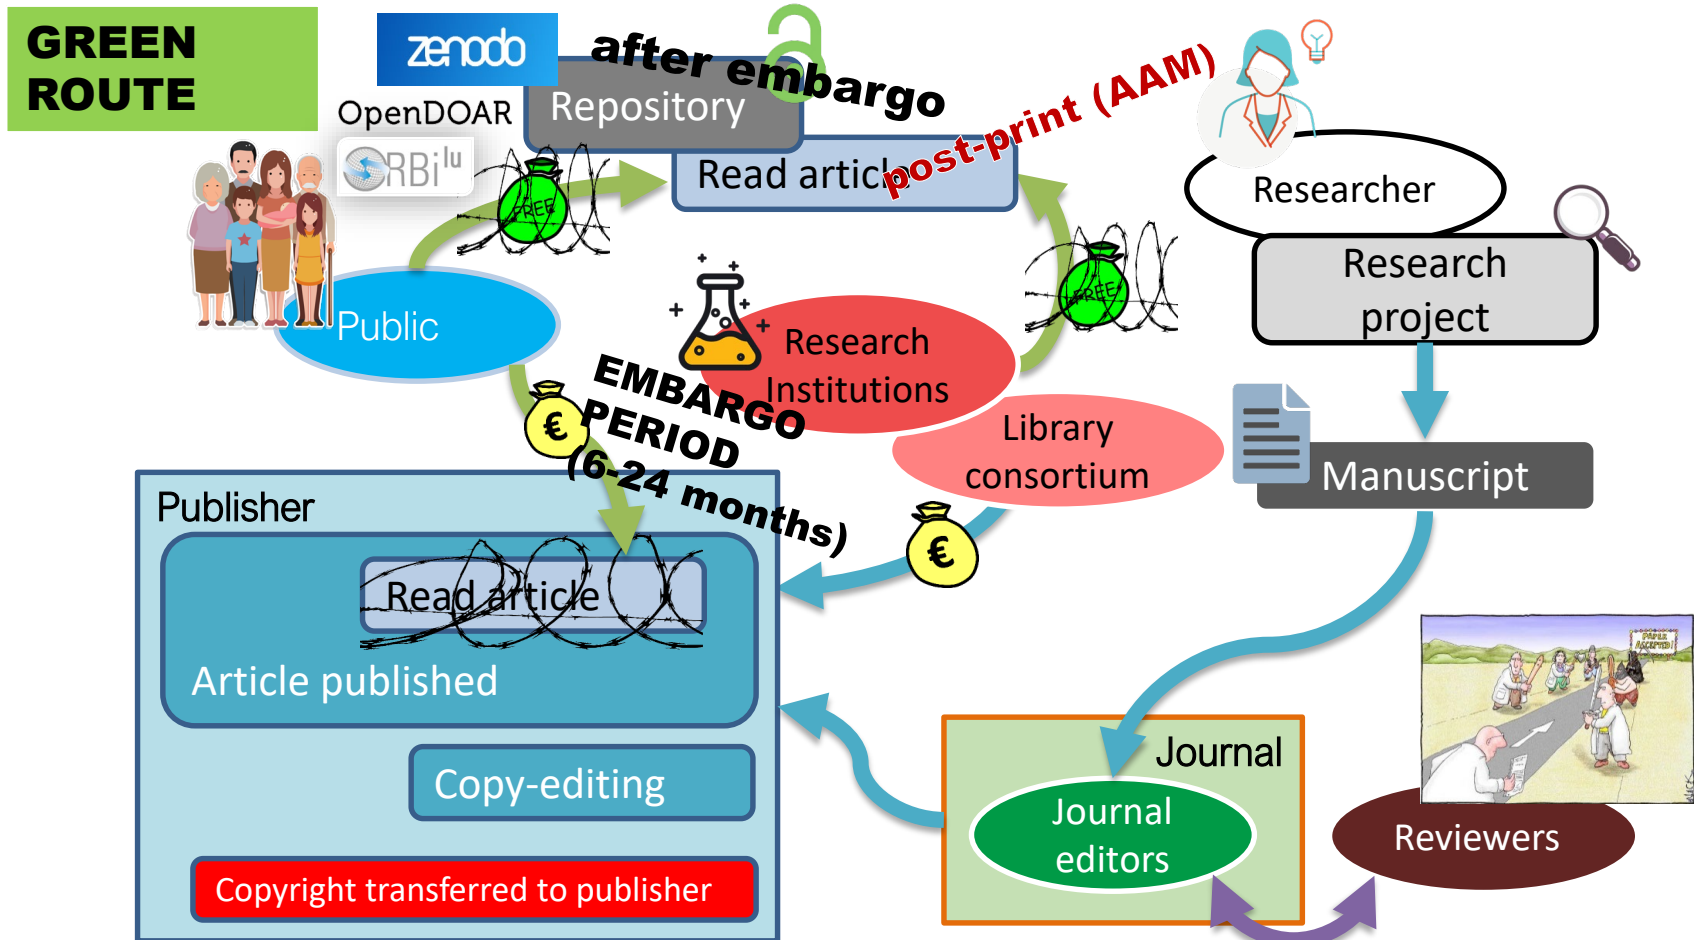 GREEN
ROUTE
zenodo
after embargo
Repository
OpenDOAR
ORBilu
Read article
post-print (AAM)
FREE
FREE
Researcher
Research
project
Public
Research
Institutions
EMBARGO
PERIOD
(6-24 months)
€
Library
consortium
€
Manuscript
Publisher
Read article
Article published
Copy-editing
Copyright transferred to publisher
Journal
Journal
editors
PAPER
ACCEPTED!
Reviewers